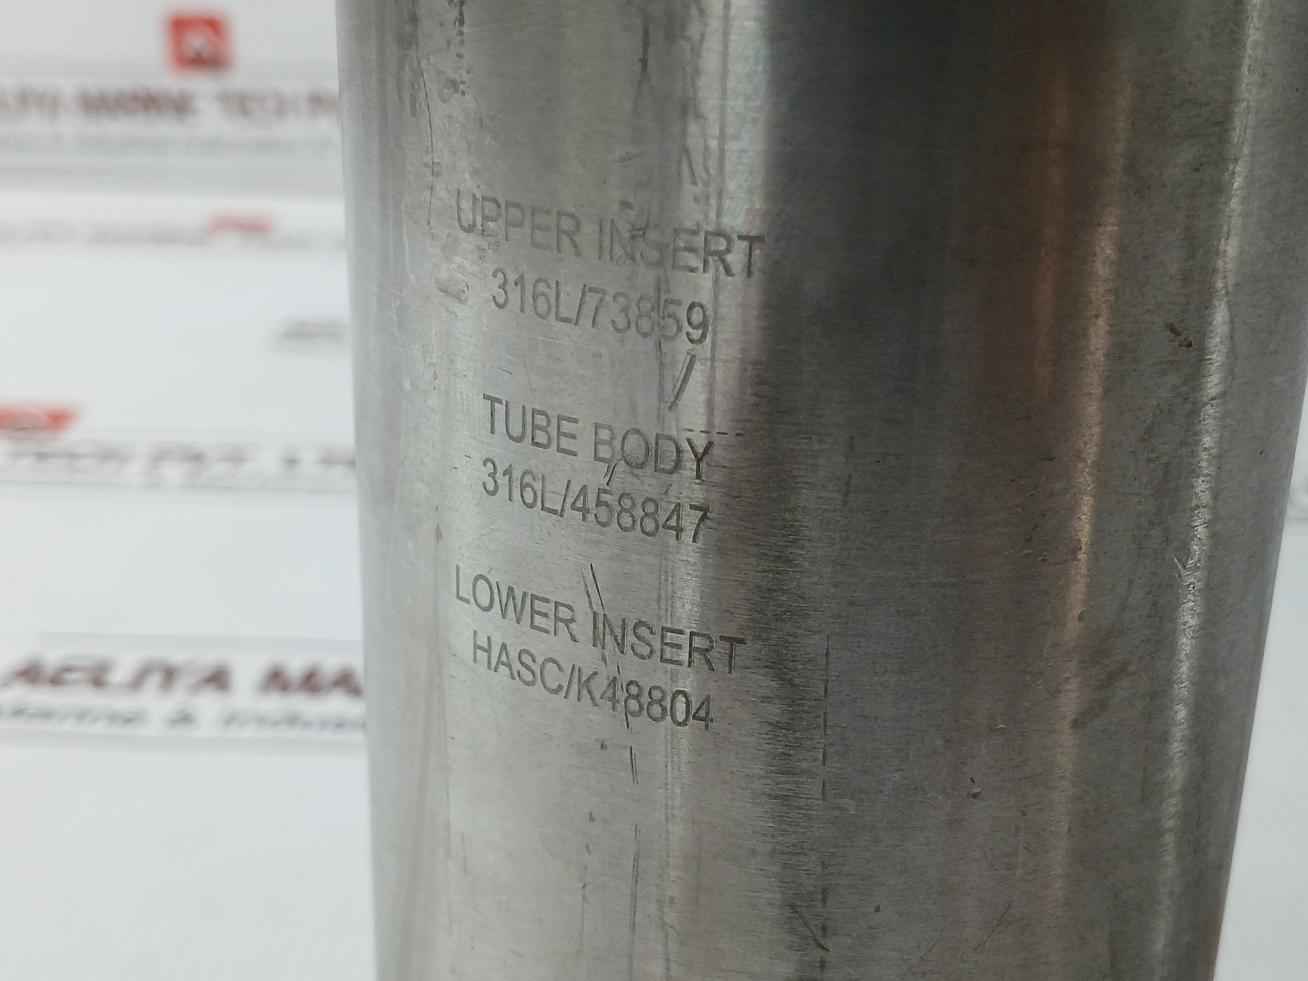 UPPER INSERT
316L/73859
TUBE BODY
316L/458847
LOWER INSERT
HASC/K48804